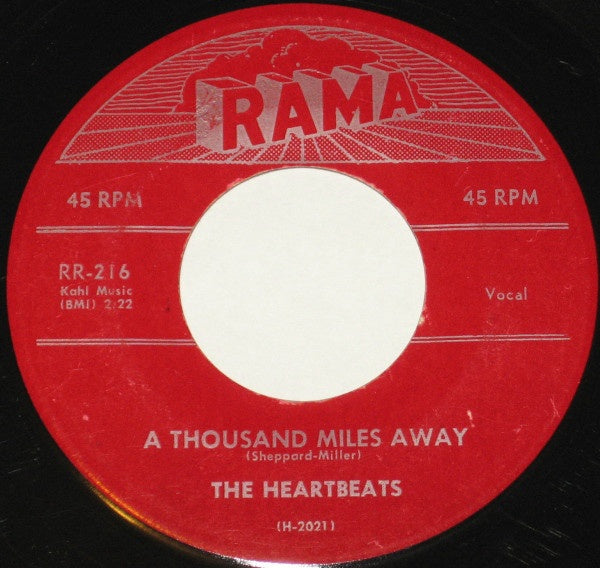 RAMA
45 RPM
45 RPM
RR-216
Kahl Music
(BMI) 2:22
Vocal
A THOUSAND MILES AWAY
(Sheppard-Miller)
THE HEARTBEATS
(H-2021)